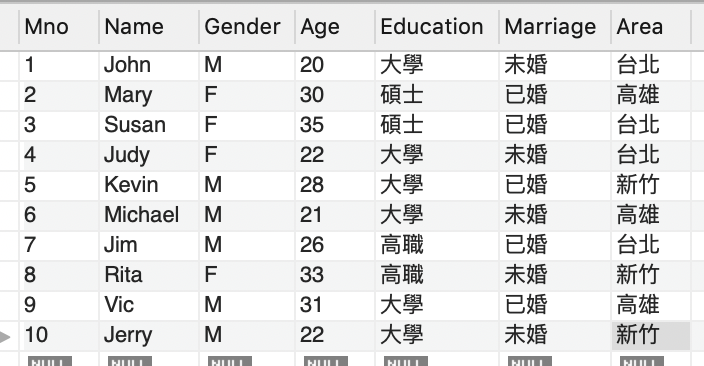 Mno Name Gender Age Education Marriage Area
1 John M 20 大學 未婚 台北
2 Mary F 30 碩士 已婚 高雄
3 Susan F 35 碩士 已婚 台北
4 Judy F 22 大學 未婚 台北
5 Kevin M 28 大學 已婚 新竹
6 Michael M 21 大學 未婚 高雄
7 Jim M 26 高職 已婚 台北
8 Rita F 33 高職 未婚 新竹
9 Vic M 31 大學 已婚 高雄
10 Jerry M 22 大學 未婚 新竹
NULL NULL NULL NULL NULL NULL NULL